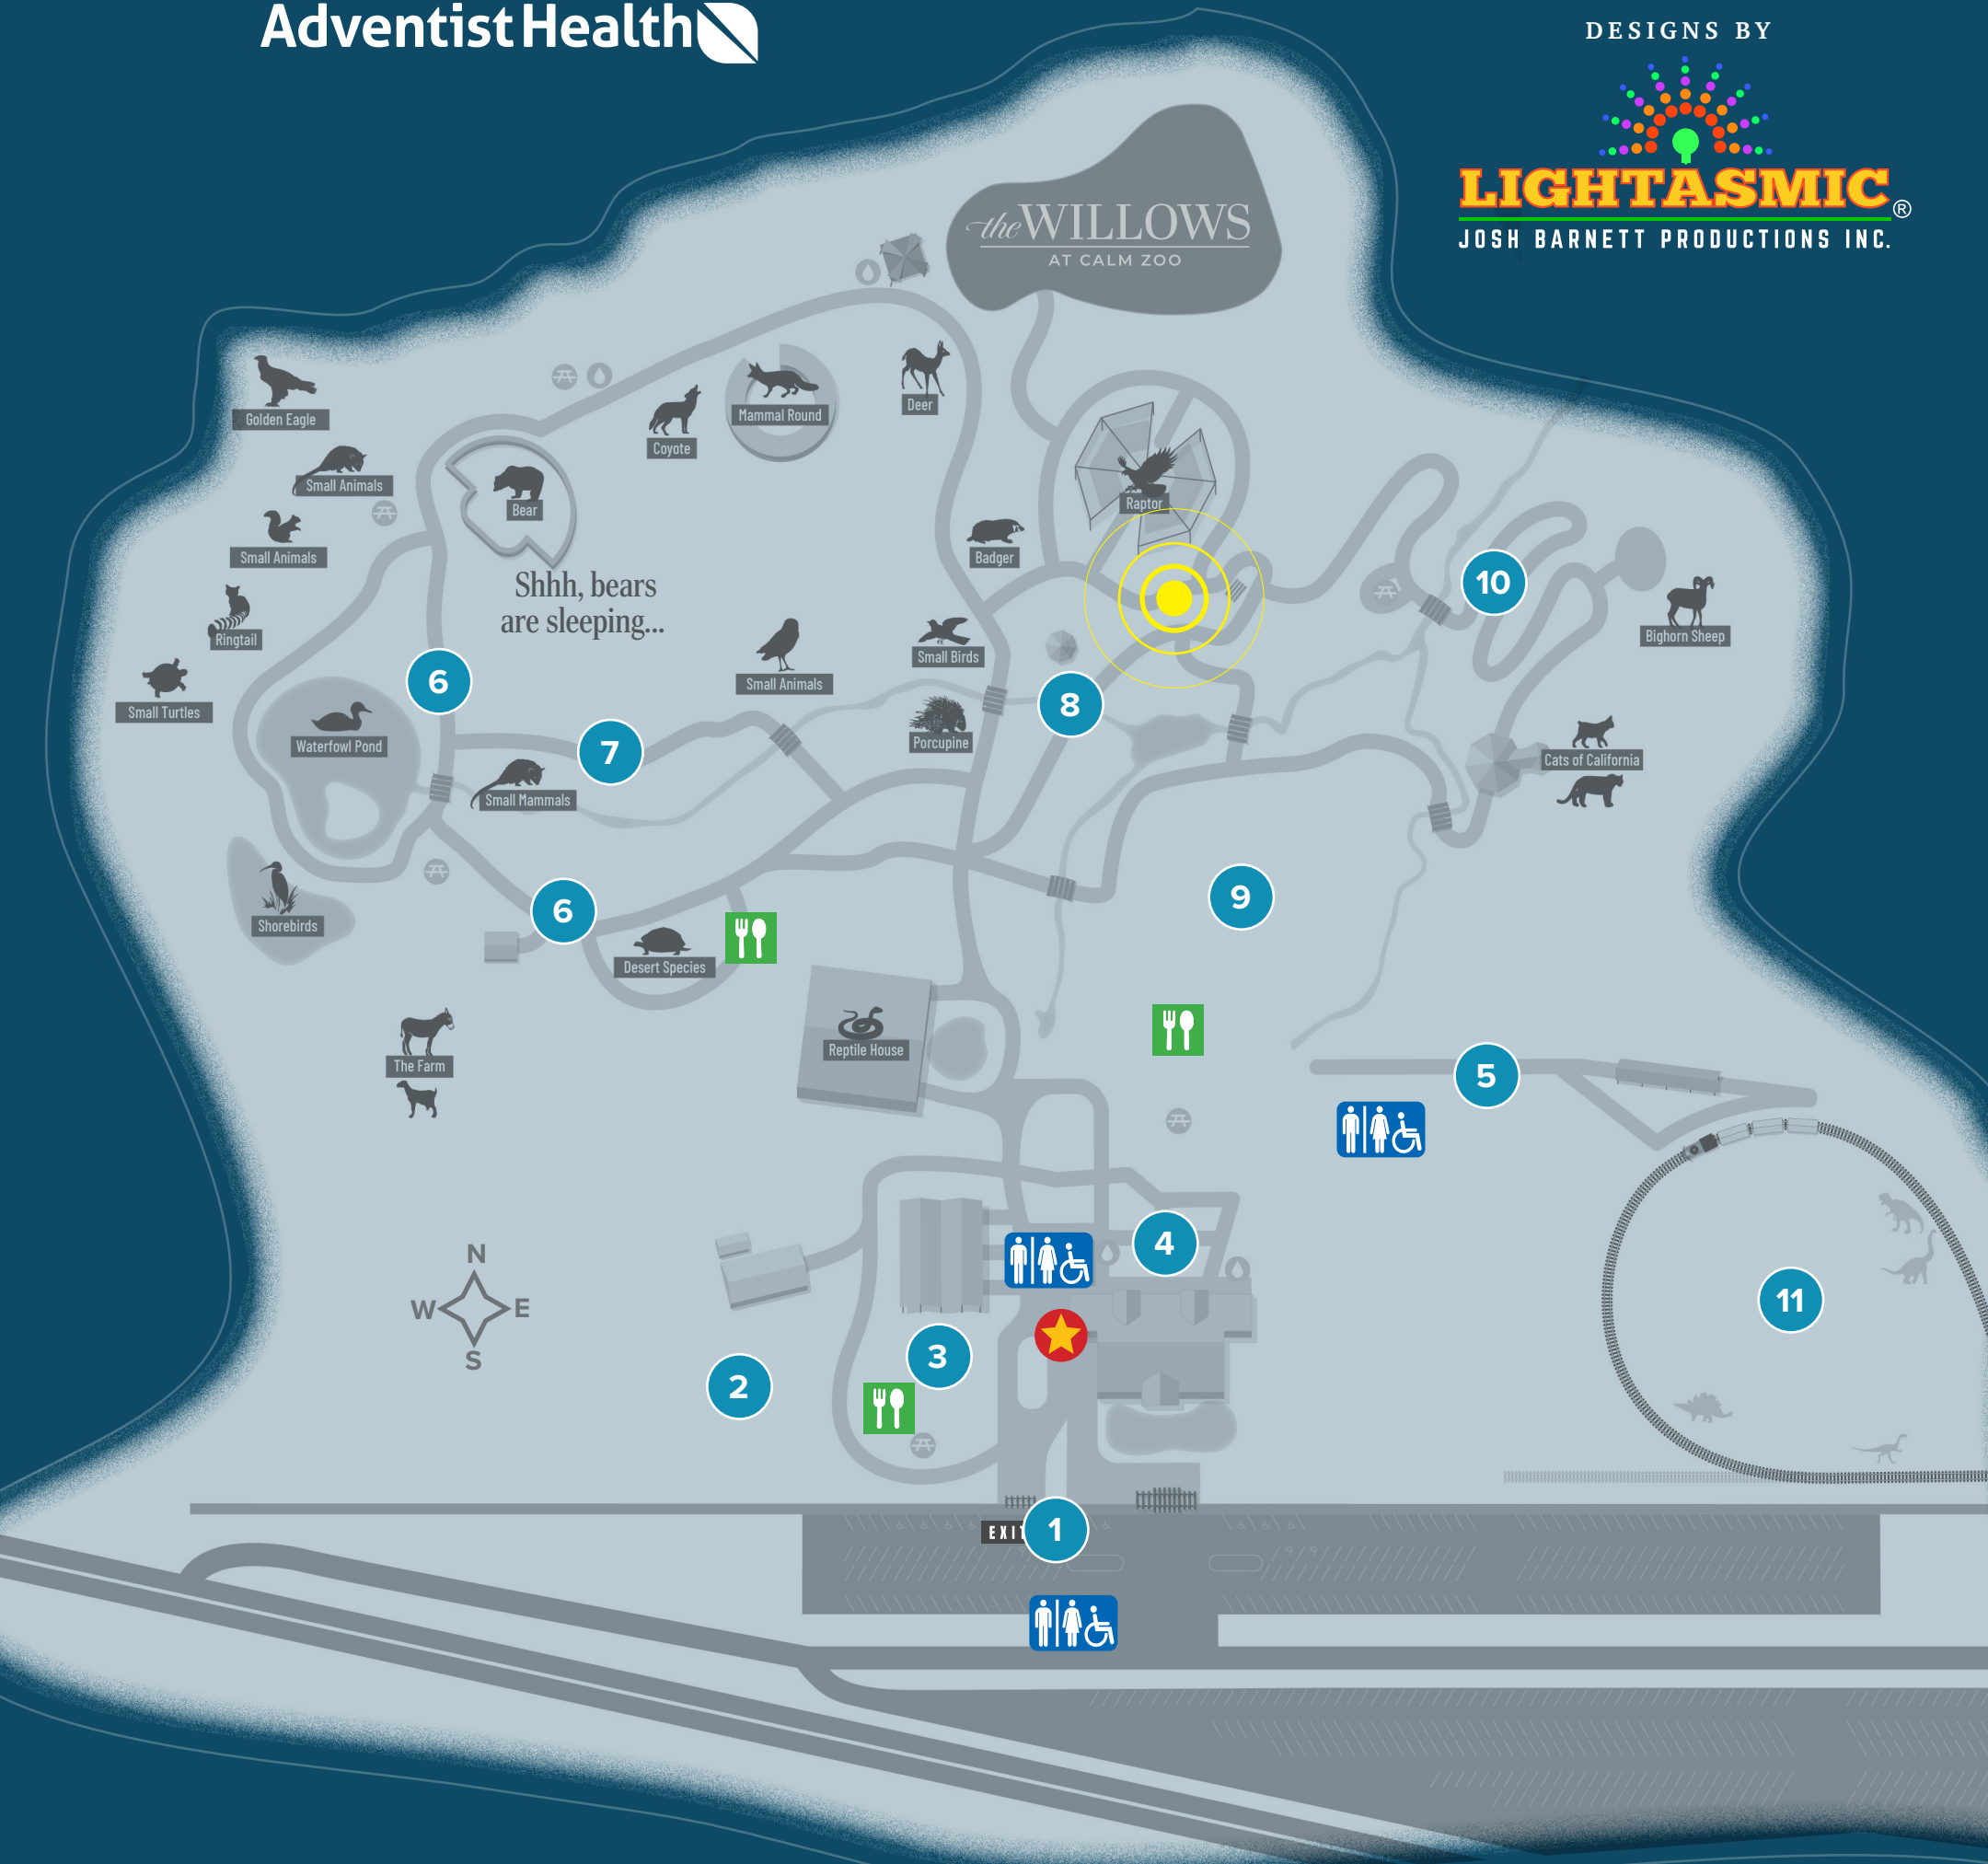 Adventist Health
DESIGNS BY
LIGHTASMIC®
JOSH BARNETT PRODUCTIONS INC.
the WILLOWS
AT CALM ZOO
Golden Eagle
Small Animals
Small Animals
Ringtail
Small Turtles
Bear
Shhh, bears
are sleeping...
Coyote
Mammal Round
Deer
Raptor
Badger
Small Birds
Small Animals
Porcupine
10
Bighorn Sheep
Cats of California
6
7
8
Waterfowl Pond
Small Mammals
Shorebirds
6
9
Desert Species
Reptile House
The Farm
5
4
N
W E
S
3
2
11
EXIT
1